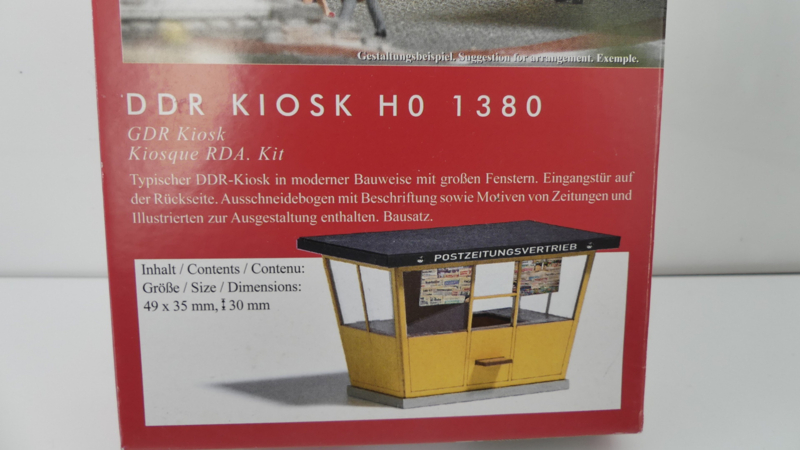 Gestaltungsbeispiel. Suggestion for arrangement. Exemple.
DDR KIOSK H0 1380
GDR Kiosk
Kiosque RDA. Kit
Typischer DDR-Kiosk in moderner Bauweise mit großen Fenstern. Eingangstür auf
der Rückseite. Ausschneidebogen mit Beschriftung sowie Motiven von Zeitungen und
Illustrierten zur Ausgestaltung enthalten. Bausatz.
POSTZEITUNGSVERTRIEB
Inhalt / Contents / Contenu:
Größe / Size / Dimensions:
49 x 35 mm, 30 mm